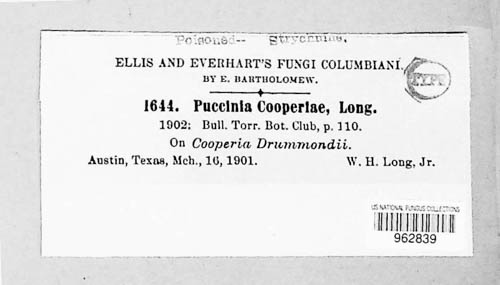 Poisoned-- Strychnine.
ELLIS AND EVERHART'S FUNGI COLUMBIANI.
BY E. BARTHOLOMEW.
TYPE
1644. Puccinia Cooperiae, Long.
1902: Bull. Torr. Bot. Club, p. 110.
On Cooperia Drummondii.
Austin, Texas, Mch., 16, 1901. W. H. Long, Jr.
US NATIONAL FUNGUS COLLECTIONS
962839